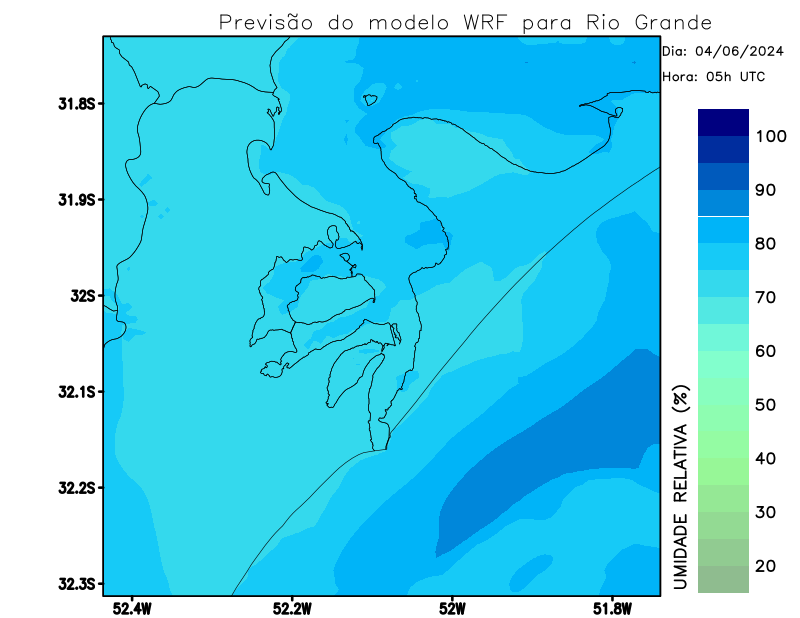 Previsão do modelo WRF para Rio Grande
Dia: 04/06/2024
Hora: 05h UTC
31.8S
31.9S
32S
32.1S
32.2S
32.3S
52.4W
52.2W
52W
51.8W
100
90
80
70
60
50
40
30
20
UMIDADE RELATIVA (%)